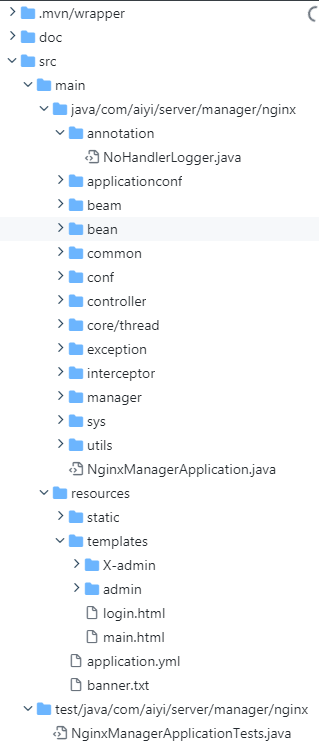 .mvn/wrapper
doc
src
main
java/com/aiyi/server/manager/nginx
annotation
NoHandlerLogger.java
applicationconf
beam
bean
common
conf
controller
core/thread
exception
interceptor
manager
sys
utils
NginxManagerApplication.java
resources
static
templates
X-admin
admin
login.html
main.html
application.yml
banner.txt
test/java/com/aiyi/server/manager/nginx
NginxManagerApplicationTests.java